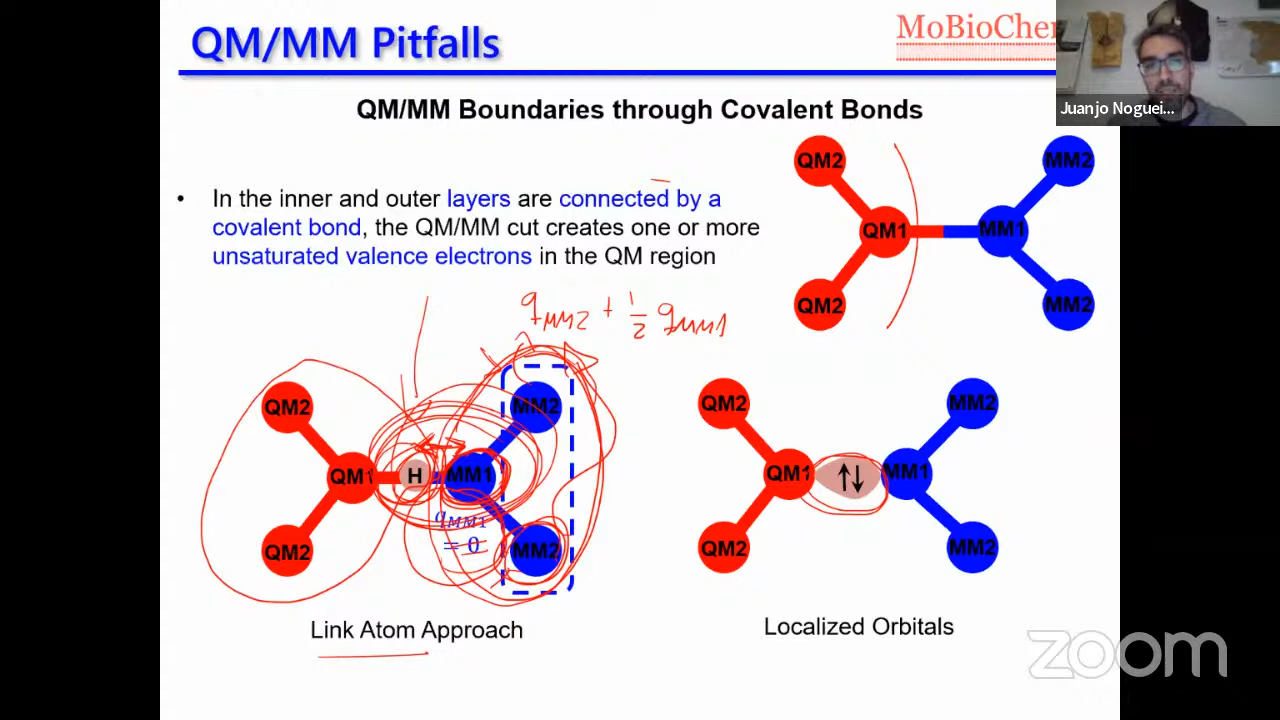 QM/MM Pitfalls
MoBioChem
Juanjo Noguei...
QM/MM Boundaries through Covalent Bonds
• In the inner and outer layers are connected by a
covalent bond, the QM/MM cut creates one or more
unsaturated valence electrons in the QM region
QM2 MM2
QM1 MM1
QM2 MM2
qMM2 + 1/2 qMM1
QM2 MM2
QM1 H MM1
qMM1
= 0
QM2 MM2
Link Atom Approach
QM2 MM2
QM1 ↑↓ MM1
QM2 MM2
Localized Orbitals
zoom